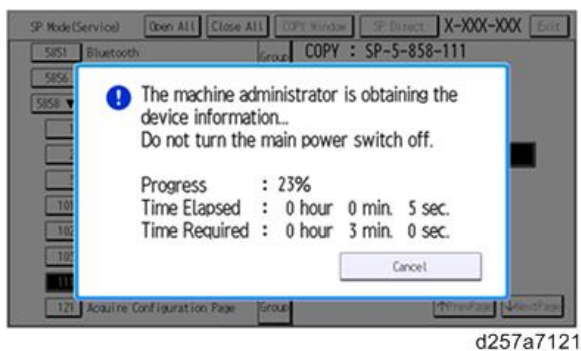 SP Mode(Service) Open All Close All COPY Window SP Direct X-XXX-XXX Exit
5851 Bluetooth Group COPY : SP-5-858-111
5856
5858 ▼
The machine administrator is obtaining the
device information...
Do not turn the main power switch off.
Progress : 23%
Time Elapsed : 0 hour 0 min. 5 sec.
Time Required : 0 hour 3 min. 0 sec.
101
102
Cancel
111
121 Acquire Configuration Page Group ↑PrevPage ↓NextPage
d257a7121